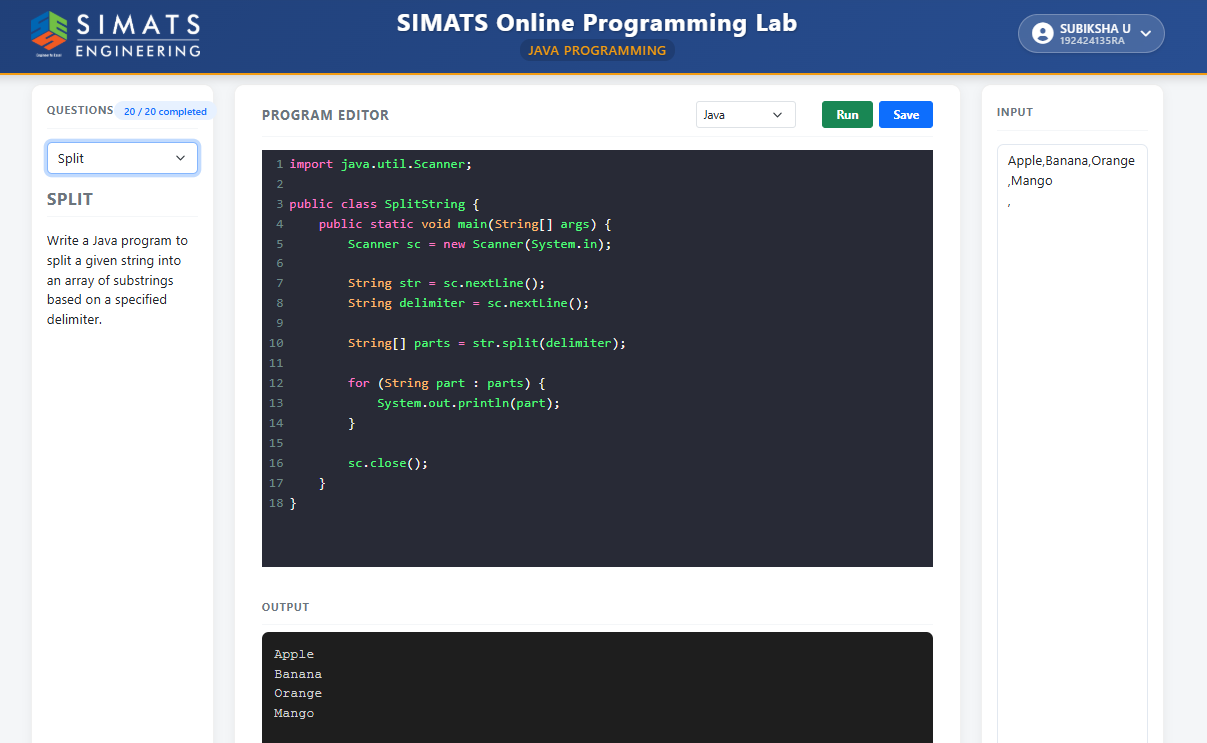 SIMATS
ENGINEERING
SIMATS Online Programming Lab
JAVA PROGRAMMING
SUBIKSHA U
192424135RA
QUESTIONS
20 / 20 completed
Split
SPLIT
Write a Java program to
split a given string into
an array of substrings
based on a specified
delimiter.
PROGRAM EDITOR
Java
Run
Save
1 import java.util.Scanner;
2
3 public class SplitString {
4     public static void main(String[] args) {
5         Scanner sc = new Scanner(System.in);
6
7         String str = sc.nextLine();
8         String delimiter = sc.nextLine();
9
10         String[] parts = str.split(delimiter);
11
12         for (String part : parts) {
13             System.out.println(part);
14         }
15
16         sc.close();
17     }
18 }
OUTPUT
Apple
Banana
Orange
Mango
INPUT
Apple,Banana,Orange
,Mango
,